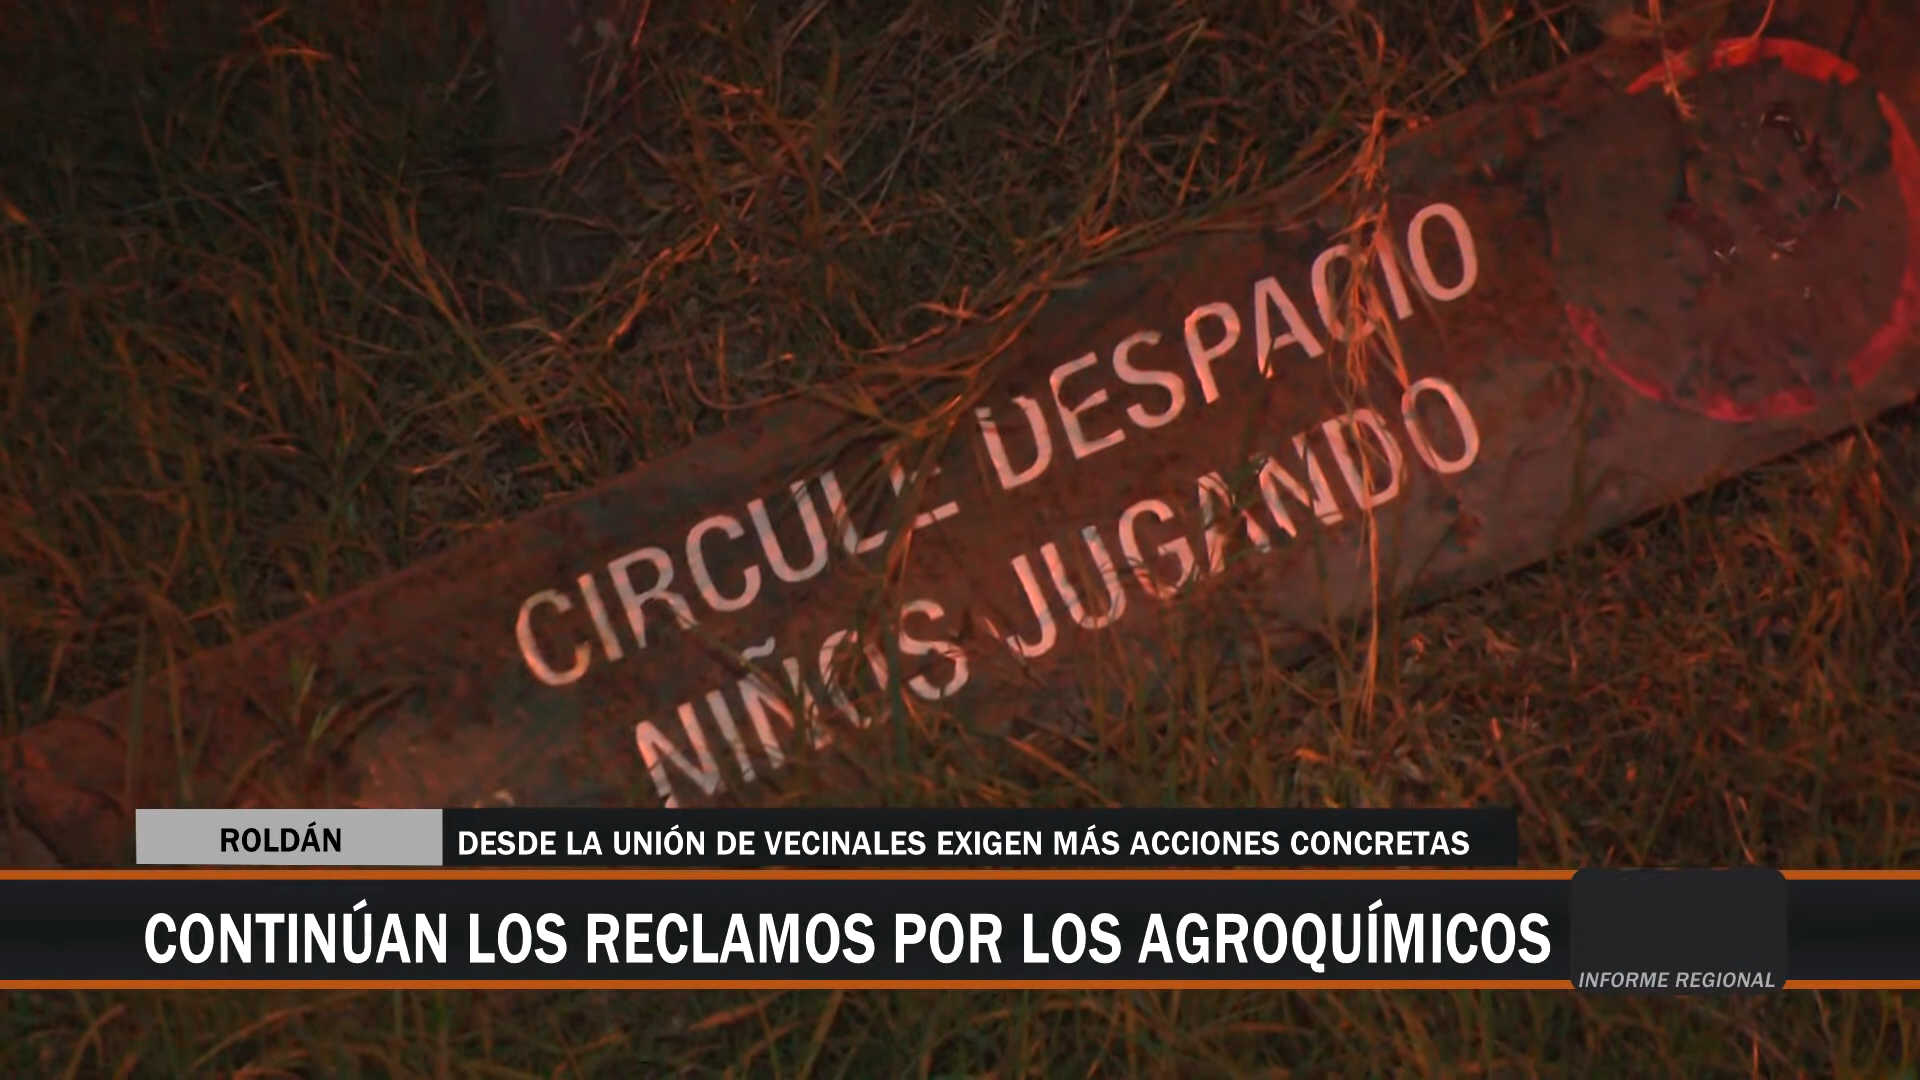 CIRCULE DESPACIO
NIÑOS JUGANDO
ROLDÁN
DESDE LA UNIÓN DE VECINALES EXIGEN MÁS ACCIONES CONCRETAS
CONTINÚAN LOS RECLAMOS POR LOS AGROQUÍMICOS
INFORME REGIONAL